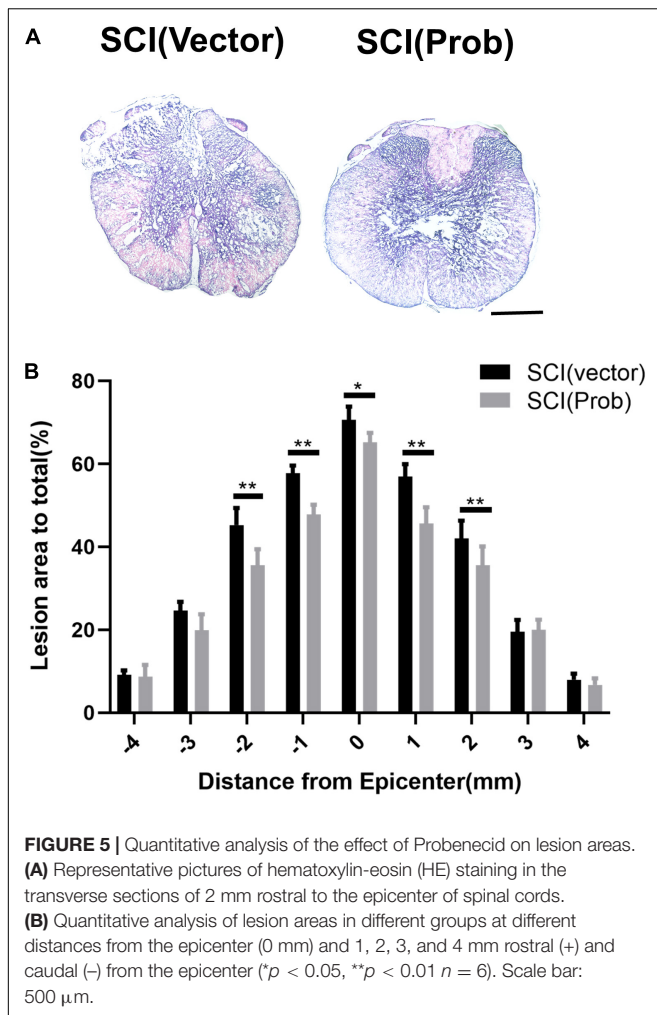 A
SCI(Vector) SCI(Prob)
B
SCI(vector)
SCI(Prob)
Lesion area to total(%)
80
60
40
20
0
** ** * ** **
-4 -3 -2 -1 0 1 2 3 4
Distance from Epicenter(mm)
FIGURE 5 | Quantitative analysis of the effect of Probenecid on lesion areas.
(A) Representative pictures of hematoxylin-eosin (HE) staining in the
transverse sections of 2 mm rostral to the epicenter of spinal cords.
(B) Quantitative analysis of lesion areas in different groups at different
distances from the epicenter (0 mm) and 1, 2, 3, and 4 mm rostral (+) and
caudal (–) from the epicenter (*p < 0.05, **p < 0.01 n = 6). Scale bar:
500 μm.